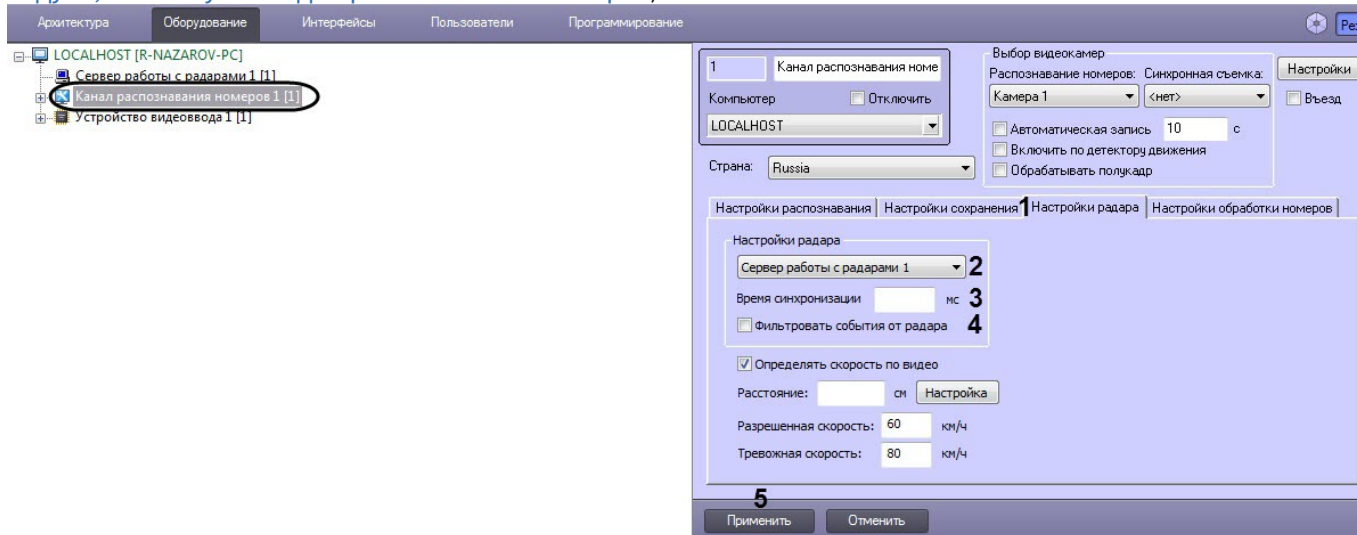 Архитектура Оборудование Интерфейсы Пользователи Программирование
LOCALHOST [R-NAZAROV-PC]
Сервер работы с радарами 1 [1]
Канал распознавания номеров 1 [1]
Устройство видеоввода 1 [1]
1 Канал распознавания номе
Компьютер Отключить
LOCALHOST
Страна: Russia
Выбор видеокамер
Распознавание номеров: Синхронная съемка:
Камера 1 <нет>
Автоматическая запись 10 с
Включить по детектору движения
Обрабатывать полукадр
Настройки
Въезд
Настройки распознавания Настройки сохранения 1 Настройки радара Настройки обработки номеров
Настройки радара
Сервер работы с радарами 1 2
Время синхронизации мс 3
Фильтровать события от радара 4
Определять скорость по видео
Расстояние: см Настройка
Разрешенная скорость: 60 км/ч
Тревожная скорость: 80 км/ч
5
Применить Отменить